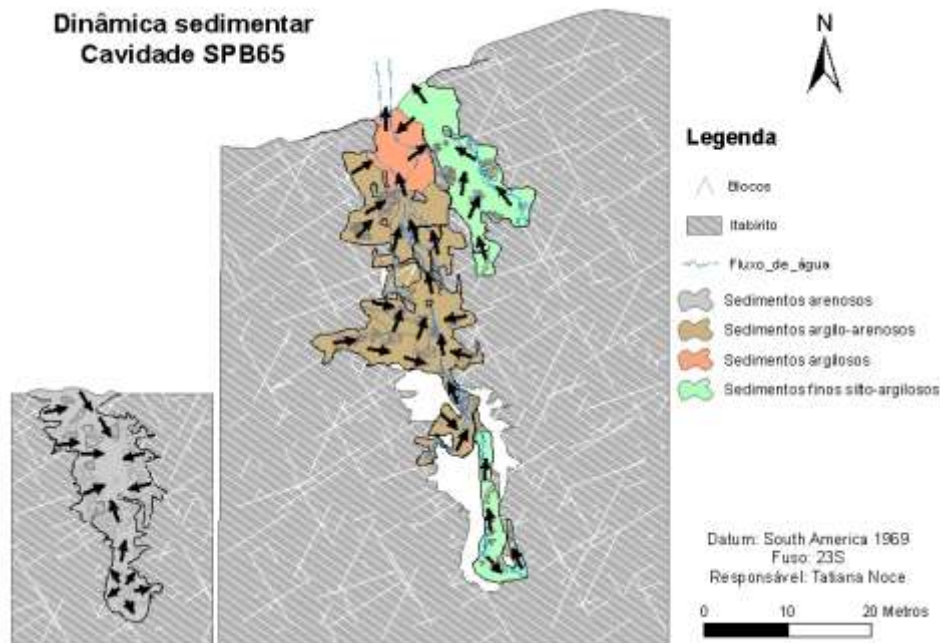 Dinâmica sedimentar
Cavidade SPB65
N
Legenda
Blocos
Itabirito
Fluxo_de_água
Sedimentos arenosos
Sedimentos argilo-arenosos
Sedimentos argilosos
Sedimentos finos silto-argilosos
Datum: South America 1969
Fuso: 23S
Responsável: Tatiana Noce
0 10 20 Metros